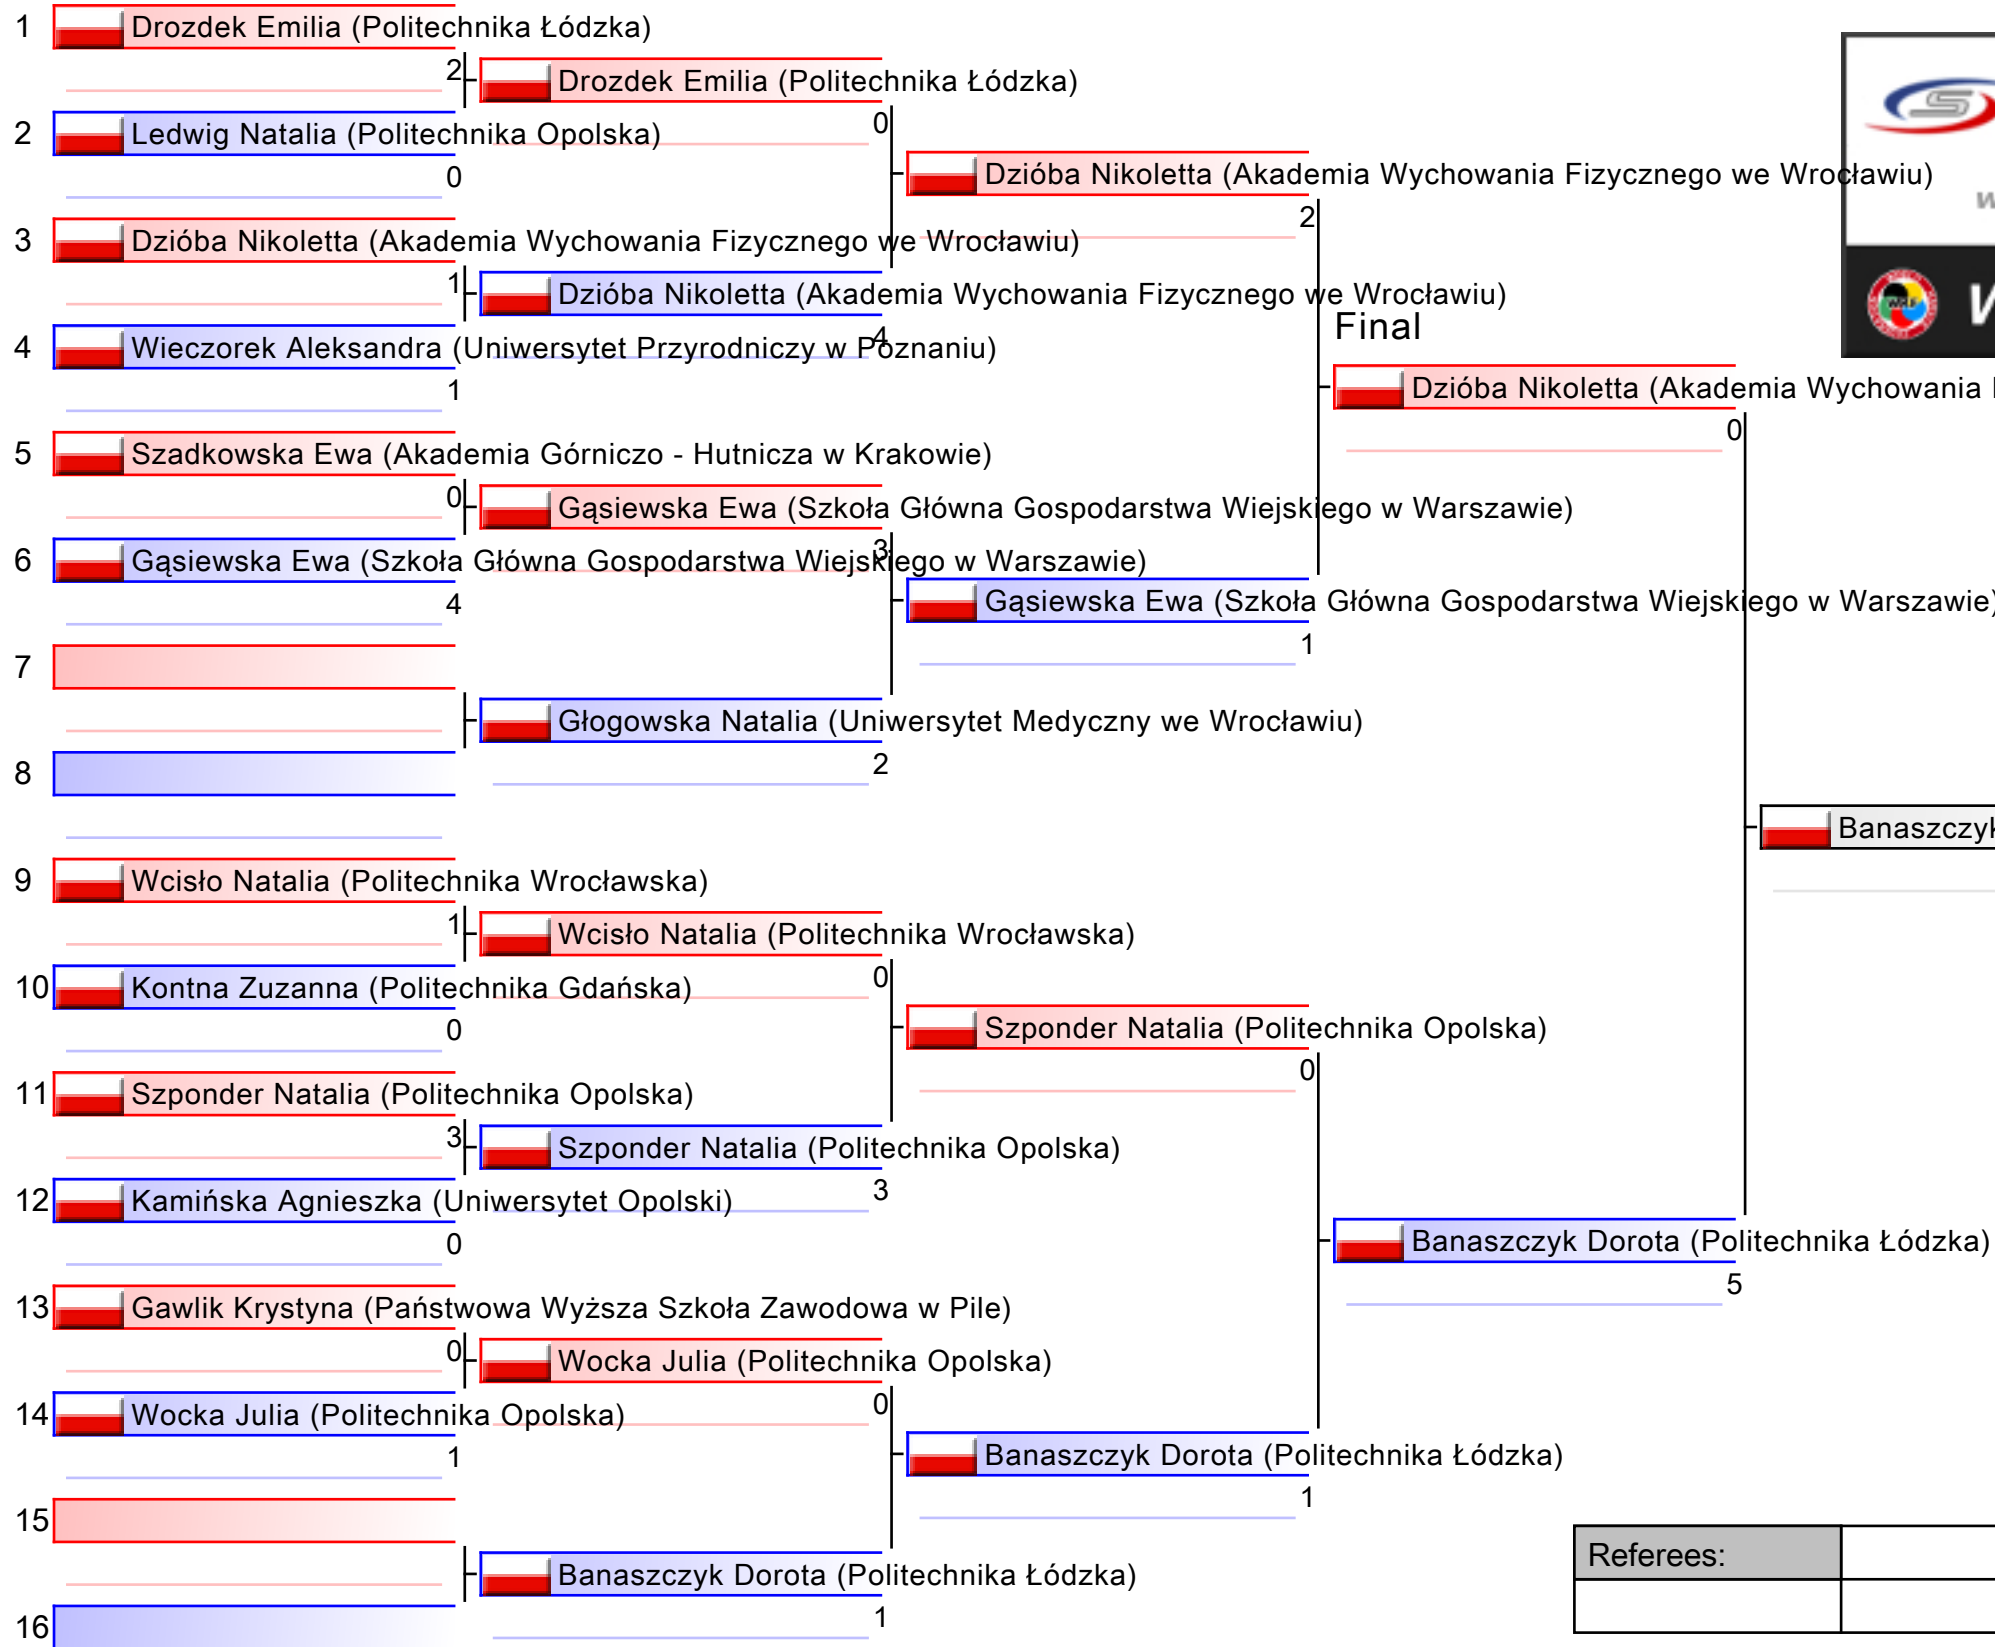 1 Drozdek Emilia (Politechnika Łódzka)
2 Drozdek Emilia (Politechnika Łódzka)
2 Ledwig Natalia (Politechnika Opolska)
0
0
Dzióba Nikoletta (Akademia Wychowania Fizycznego we Wrocławiu)
2
3 Dzióba Nikoletta (Akademia Wychowania Fizycznego we Wrocławiu)
1 Dzióba Nikoletta (Akademia Wychowania Fizycznego we Wrocławiu)
4
Final
4 Wieczorek Aleksandra (Uniwersytet Przyrodniczy w Poznaniu)
1
Dzióba Nikoletta (Akademia Wychowania
0
5 Szadkowska Ewa (Akademia Górniczo - Hutnicza w Krakowie)
0 Gąsiewska Ewa (Szkoła Główna Gospodarstwa Wiejskiego w Warszawie)
3
6 Gąsiewska Ewa (Szkoła Główna Gospodarstwa Wiejskiego w Warszawie)
4
Gąsiewska Ewa (Szkoła Główna Gospodarstwa Wiejskiego w Warszawie)
1
7
Głogowska Natalia (Uniwersytet Medyczny we Wrocławiu)
2
8
Banaszczyk
9 Wcisło Natalia (Politechnika Wrocławska)
1 Wcisło Natalia (Politechnika Wrocławska)
0
10 Kontna Zuzanna (Politechnika Gdańska)
0
Szponder Natalia (Politechnika Opolska)
0
11 Szponder Natalia (Politechnika Opolska)
3 Szponder Natalia (Politechnika Opolska)
3
12 Kamińska Agnieszka (Uniwersytet Opolski)
0
Banaszczyk Dorota (Politechnika Łódzka)
5
13 Gawlik Krystyna (Państwowa Wyższa Szkoła Zawodowa w Pile)
0 Wocka Julia (Politechnika Opolska)
0
14 Wocka Julia (Politechnika Opolska)
1
Banaszczyk Dorota (Politechnika Łódzka)
1
15
Banaszczyk Dorota (Politechnika Łódzka)
1
16
Referees: